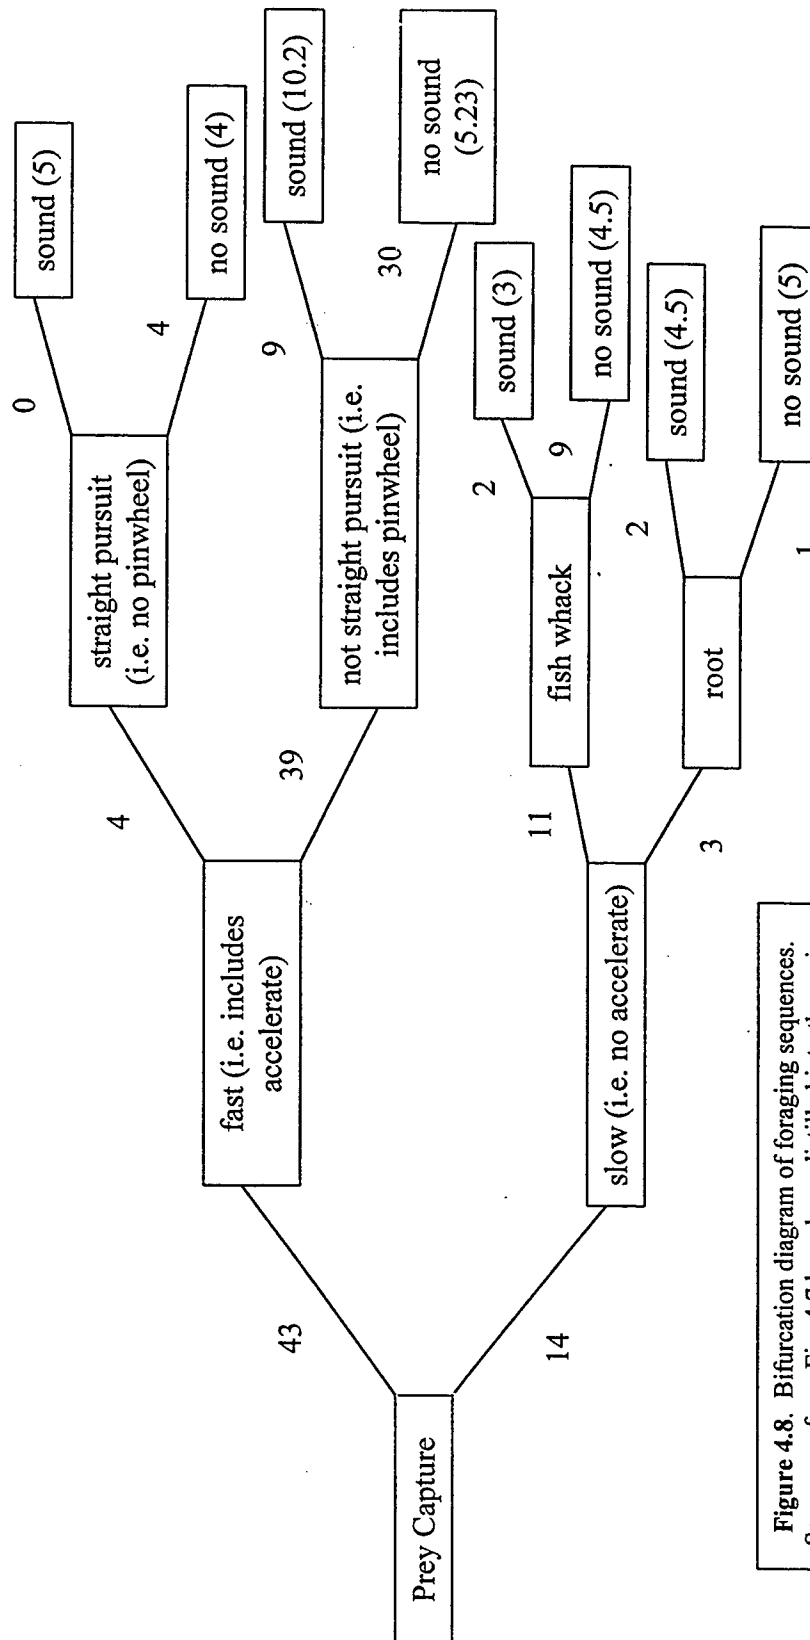 Prey Capture
43
14
fast (i.e. includes
accelerate)
slow (i.e. no accelerate)
4
39
11
3
straight pursuit
(i.e. no pinwheel)
not straight pursuit (i.e.
includes pinwheel)
fish whack
root
0
4
9
30
2
9
2
1
sound (5)
no sound (4)
sound (10.2)
no sound
(5.23)
sound (3)
no sound (4.5)
sound (4.5)
no sound (5)
Figure 4.8. Bifurcation diagram of foraging sequences.